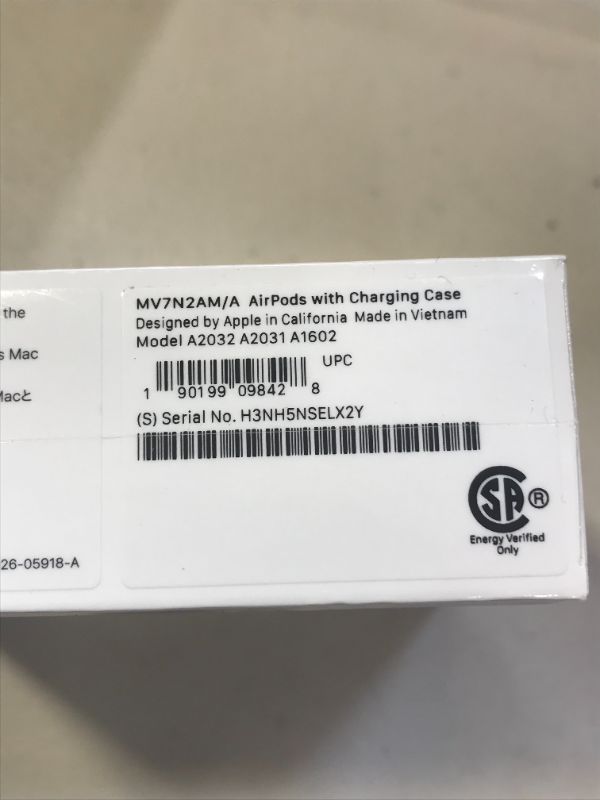 the
s Mac
Macと
26-05918-A
MV7N2AM/A AirPods with Charging Case
Designed by Apple in California Made in Vietnam
Model A2032 A2031 A1602
UPC
1 90199 09842 8
(S) Serial No. H3NH5NSELX2Y
SA ®
Energy Verified
Only